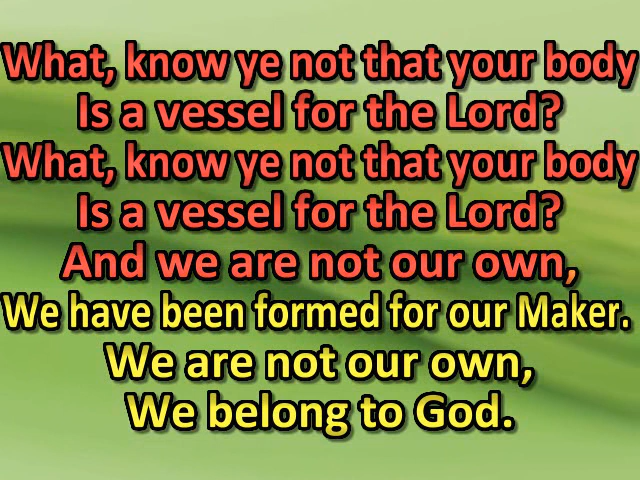 What, know ye not that your body
Is a vessel for the Lord?
What, know ye not that your body
Is a vessel for the Lord?
And we are not our own,
We have been formed for our Maker.
We are not our own,
We belong to God.